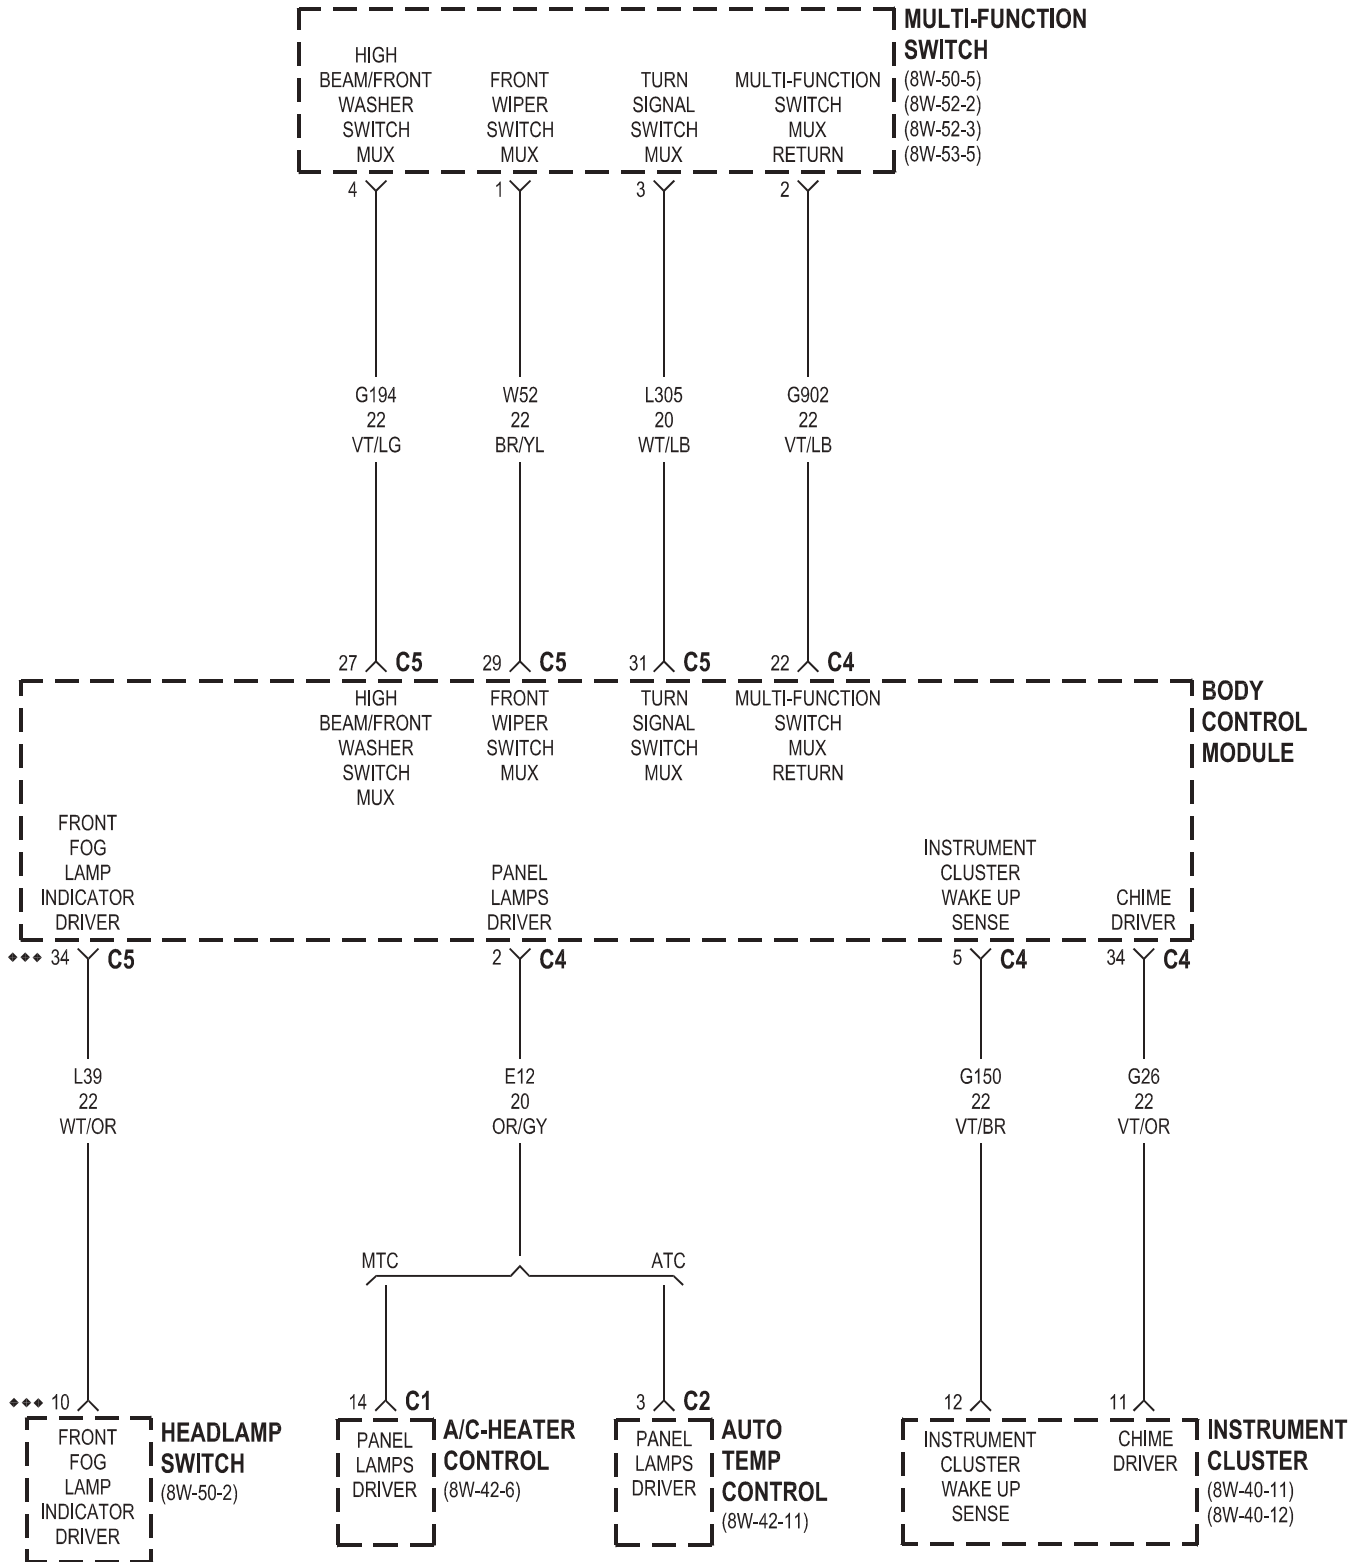 MULTI-FUNCTION
SWITCH
(8W-50-5)
(8W-52-2)
(8W-52-3)
(8W-53-5)
HIGH
BEAM/FRONT
WASHER
SWITCH
MUX
FRONT
WIPER
SWITCH
MUX
TURN
SIGNAL
SWITCH
MUX
MULTI-FUNCTION
SWITCH
MUX
RETURN
4
1
3
2
G194
22
VT/LG
W52
22
BR/YL
L305
20
WT/LB
G902
22
VT/LB
27 C5
29 C5
31 C5
22 C4
BODY
CONTROL
MODULE
HIGH
BEAM/FRONT
WASHER
SWITCH
MUX
FRONT
WIPER
SWITCH
MUX
TURN
SIGNAL
SWITCH
MUX
MULTI-FUNCTION
SWITCH
MUX
RETURN
FRONT
FOG
LAMP
INDICATOR
DRIVER
PANEL
LAMPS
DRIVER
INSTRUMENT
CLUSTER
WAKE UP
SENSE
CHIME
DRIVER
34 C5
2 C4
5 C4
34 C4
L39
22
WT/OR
E12
20
OR/GY
G150
22
VT/BR
G26
22
VT/OR
MTC
ATC
10
14 C1
3 C2
12
11
FRONT
FOG
LAMP
INDICATOR
DRIVER
HEADLAMP
SWITCH
(8W-50-2)
PANEL
LAMPS
DRIVER
A/C-HEATER
CONTROL
(8W-42-6)
PANEL
LAMPS
DRIVER
AUTO
TEMP
CONTROL
(8W-42-11)
INSTRUMENT
CLUSTER
WAKE UP
SENSE
CHIME
DRIVER
INSTRUMENT
CLUSTER
(8W-40-11)
(8W-40-12)